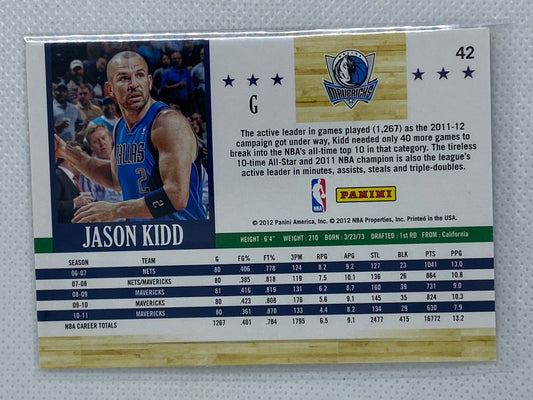 42
MAVERICKS
G
The active leader in games played (1,267) as the 2011-12
campaign got under way, Kidd needed only 40 more games to
break into the NBA's all-time top 10 in that category. The tireless
10-time All-Star and 2011 NBA champion is also the league's
active leader in minutes, assists, steals and triple-doubles.
NBA
PANINI
© 2012 Panini America, Inc. © 2012 NBA Properties, Inc. Printed in the USA.
DALLAS
2
JASON KIDD
HEIGHT: 6'4" WEIGHT: 210 BORN: 3/23/73 DRAFTED: 1st RD FROM: California
SEASON TEAM G FG% FT% 3PM RPG APG STL BLK PTS PPG
06-07 NETS 80 .406 .778 124 8.2 9.2 127 23 1041 13.0
07-08 NETS/MAVERICKS 80 .385 .818 119 7.5 10.1 136 26 864 10.8
08-09 MAVERICKS 81 .416 .819 131 6.2 8.7 160 39 731 9.0
09-10 MAVERICKS 80 .423 .808 176 5.6 9.1 145 33 824 10.3
10-11 MAVERICKS 80 .361 .870 133 4.4 8.2 134 28 630 7.9
NBA CAREER TOTALS 1267 .401 .784 1795 6.5 9.1 2477 415 16772 13.2